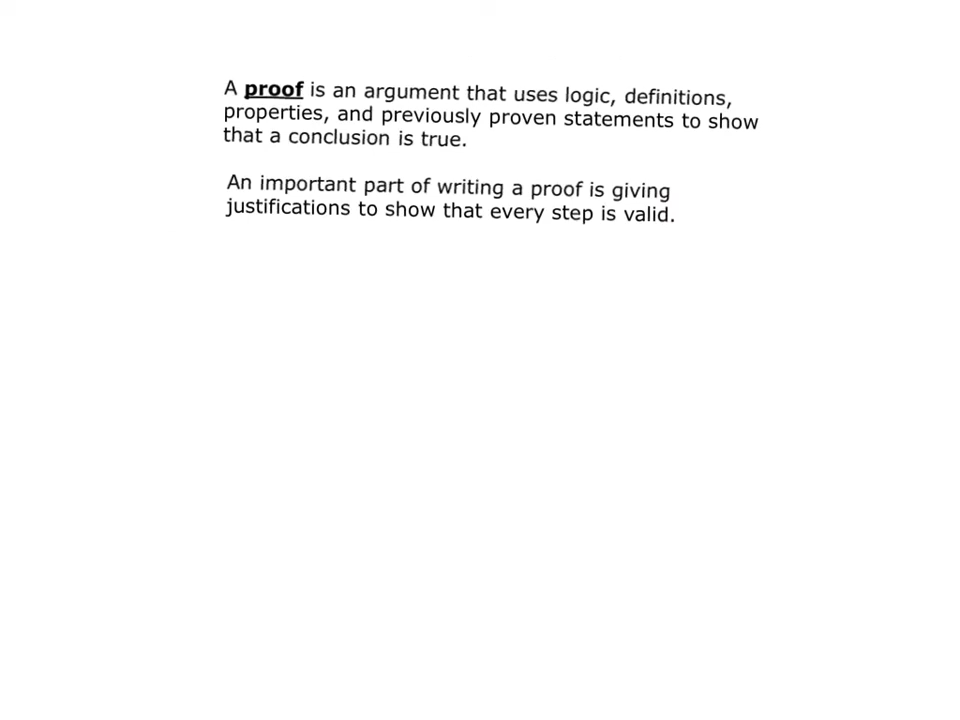 A proof is an argument that uses logic, definitions,
properties, and previously proven statements to show
that a conclusion is true.
An important part of writing a proof is giving
justifications to show that every step is valid.